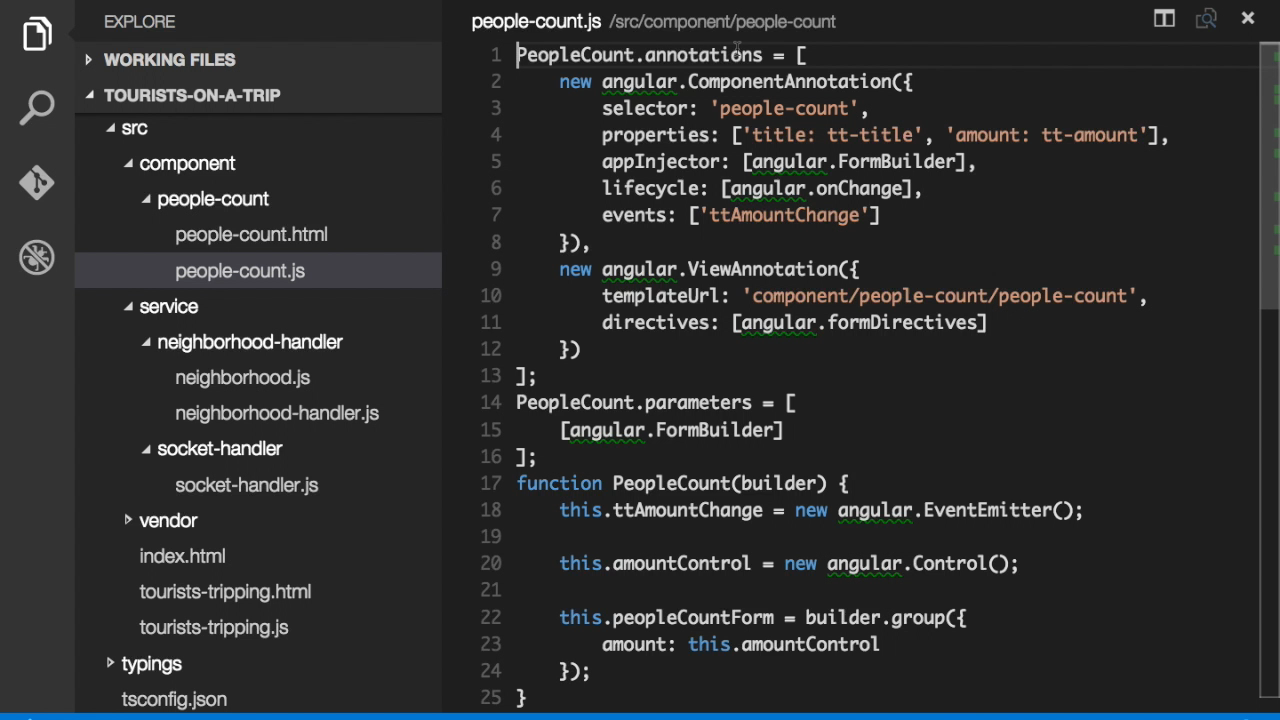 EXPLORE
WORKING FILES
TOURISTS-ON-A-TRIP
src
component
people-count
people-count.html
people-count.js
service
neighborhood-handler
neighborhood.js
neighborhood-handler.js
socket-handler
socket-handler.js
vendor
index.html
tourists-tripping.html
tourists-tripping.js
typings
tsconfig.json
people-count.js /src/component/people-count
1 PeopleCount.annotations = [
2     new angular.ComponentAnnotation({
3         selector: 'people-count',
4         properties: ['title: tt-title', 'amount: tt-amount'],
5         appInjector: [angular.FormBuilder],
6         lifecycle: [angular.onChange],
7         events: ['ttAmountChange']
8     }),
9     new angular.ViewAnnotation({
10         templateUrl: 'component/people-count/people-count',
11         directives: [angular.formDirectives]
12     })
13 ];
14 PeopleCount.parameters = [
15     [angular.FormBuilder]
16 ];
17 function PeopleCount(builder) {
18     this.ttAmountChange = new angular.EventEmitter();
19
20     this.amountControl = new angular.Control();
21
22     this.peopleCountForm = builder.group({
23         amount: this.amountControl
24     });
25 }